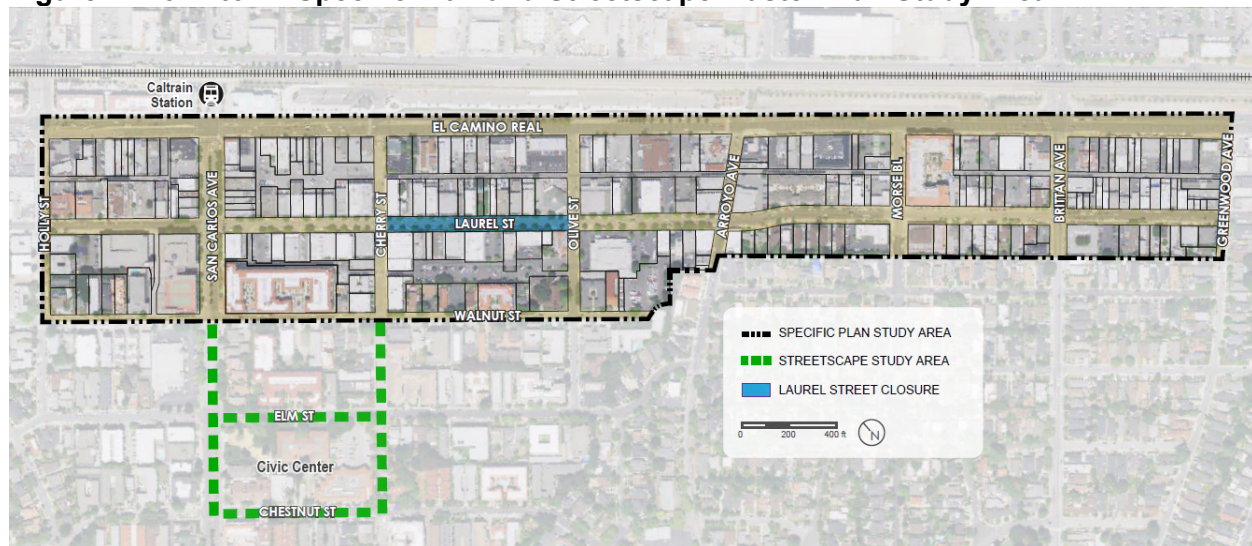 Caltrain
Station
EL CAMINO REAL
HOLLY ST
SAN CARLOS AVE
CHERRY ST
LAUREL ST
OLIVE ST
ARROYO AVE
MORSE BL
BRITTAN AVE
GREENWOOD AVE
WALNUT ST
ELM ST
Civic Center
CHESTNUT ST
SPECIFIC PLAN STUDY AREA
STREETSCAPE STUDY AREA
LAUREL STREET CLOSURE
0 200 400 ft
N